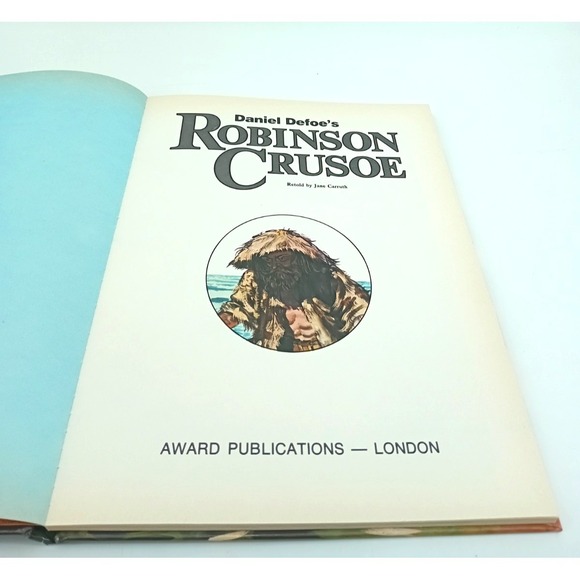 Daniel Defoe's
ROBINSON
CRUSOE
Retold by Jane Carruth
AWARD PUBLICATIONS — LONDON